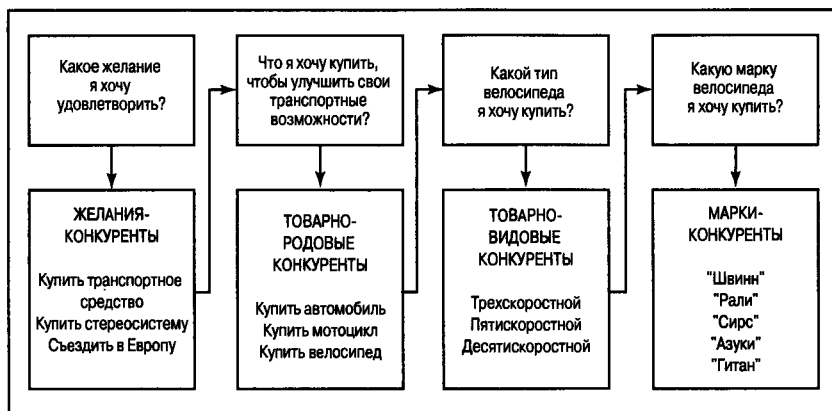 Какое желание
я хочу
удовлетворить?
Что я хочу купить,
чтобы улучшить свои
транспортные
возможности?
Какой тип
велосипеда
я хочу купить?
Какую марку
велосипеда
я хочу купить?
ЖЕЛАНИЯ-
КОНКУРЕНТЫ
Купить транспортное
средство
Купить стереосистему
Съездить в Европу
ТОВАРНО-
РОДОВЫЕ
КОНКУРЕНТЫ
Купить автомобиль
Купить мотоцикл
Купить велосипед
ТОВАРНО-
ВИДОВЫЕ
КОНКУРЕНТЫ
Трехскоростной
Пятискоростной
Десятискоростной
МАРКИ-
КОНКУРЕНТЫ
"Швинн"
"Рали"
"Сирс"
"Азуки"
"Гитан"